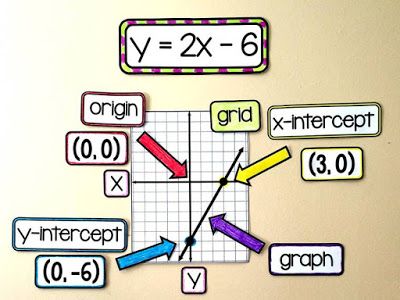 y = 2x - 6
origin
grid
x-intercept
(0, 0)
(3, 0)
x
y-intercept
(0, -6)
graph
y